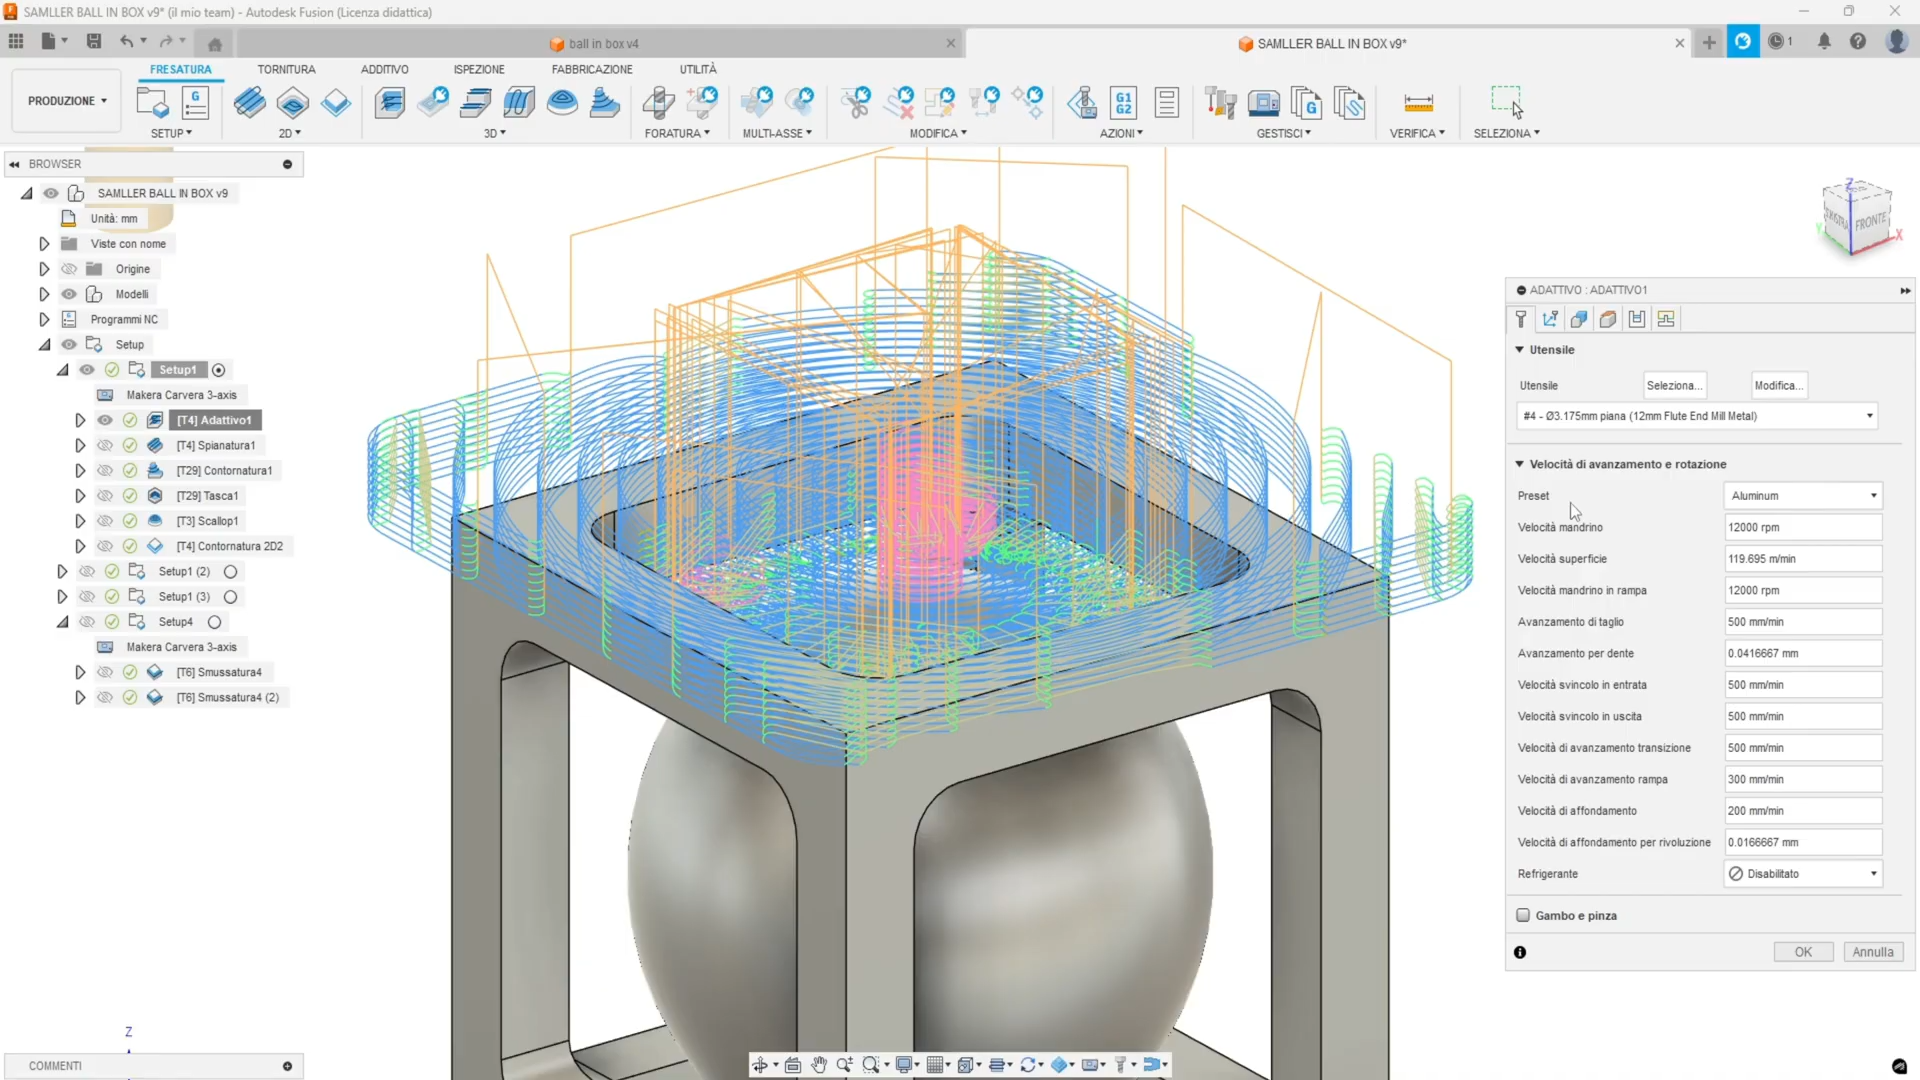 SAMLLER BALL IN BOX v9* (il mio team) - Autodesk Fusion (Licenza didattica)
ball in box v4
SAMLLER BALL IN BOX v9*
1
FRESATURA
TORNITURA
ADDITIVO
ISPEZIONE
FABBRICAZIONE
UTILITÀ
PRODUZIONE
G
G1
G2
G
SETUP
2D
3D
FORATURA
MULTI-ASSE
MODIFICA
AZIONI
GESTISCI
VERIFICA
SELEZIONA
BROWSER
SAMLLER BALL IN BOX v9
Unità: mm
Viste con nome
Origine
Modelli
Programmi NC
Setup
Setup1
Makera Carvera 3-axis
[T4] Adattivo1
[T4] Spianatura1
[T29] Contornatura1
[T29] Tasca1
[T3] Scallop1
[T4] Contornatura 2D2
Setup1 (2)
Setup1 (3)
Setup4
Makera Carvera 3-axis
[T6] Smussatura4
[T6] Smussatura4 (2)
Z
FRONTE
Y
X
ADATTIVO : ADATTIVO1
Utensile
Utensile
Seleziona...
Modifica...
#4 - Ø3.175mm piana (12mm Flute End Mill Metal)
Velocità di avanzamento e rotazione
Preset
Aluminum
Velocità mandrino
12000 rpm
Velocità superficie
119.695 m/min
Velocità mandrino in rampa
12000 rpm
Avanzamento di taglio
500 mm/min
Avanzamento per dente
0.0416667 mm
Velocità svincolo in entrata
500 mm/min
Velocità svincolo in uscita
500 mm/min
Velocità di avanzamento transizione
500 mm/min
Velocità di avanzamento rampa
300 mm/min
Velocità di affondamento
200 mm/min
Velocità di affondamento per rivoluzione
0.0166667 mm
Refrigerante
Disabilitato
Gambo e pinza
OK
Annulla
Z
COMMENTI